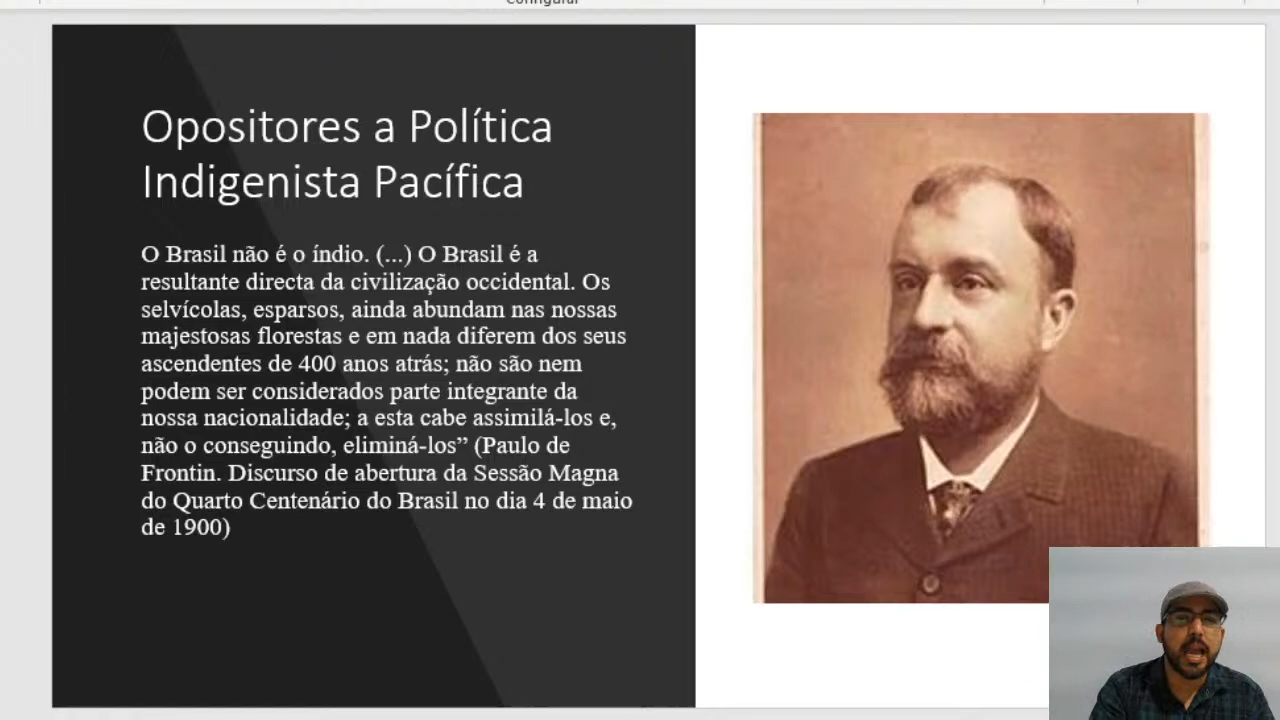 Configurar
Opositores a Política
Indigenista Pacífica
O Brasil não é o índio. (...) O Brasil é a
resultante directa da civilização occidental. Os
selvícolas, esparsos, ainda abundam nas nossas
majestosas florestas e em nada diferem dos seus
ascendentes de 400 anos atrás; não são nem
podem ser considerados parte integrante da
nossa nacionalidade; a esta cabe assimilá-los e,
não o conseguindo, eliminá-los” (Paulo de
Frontin. Discurso de abertura da Sessão Magna
do Quarto Centenário do Brasil no dia 4 de maio
de 1900)